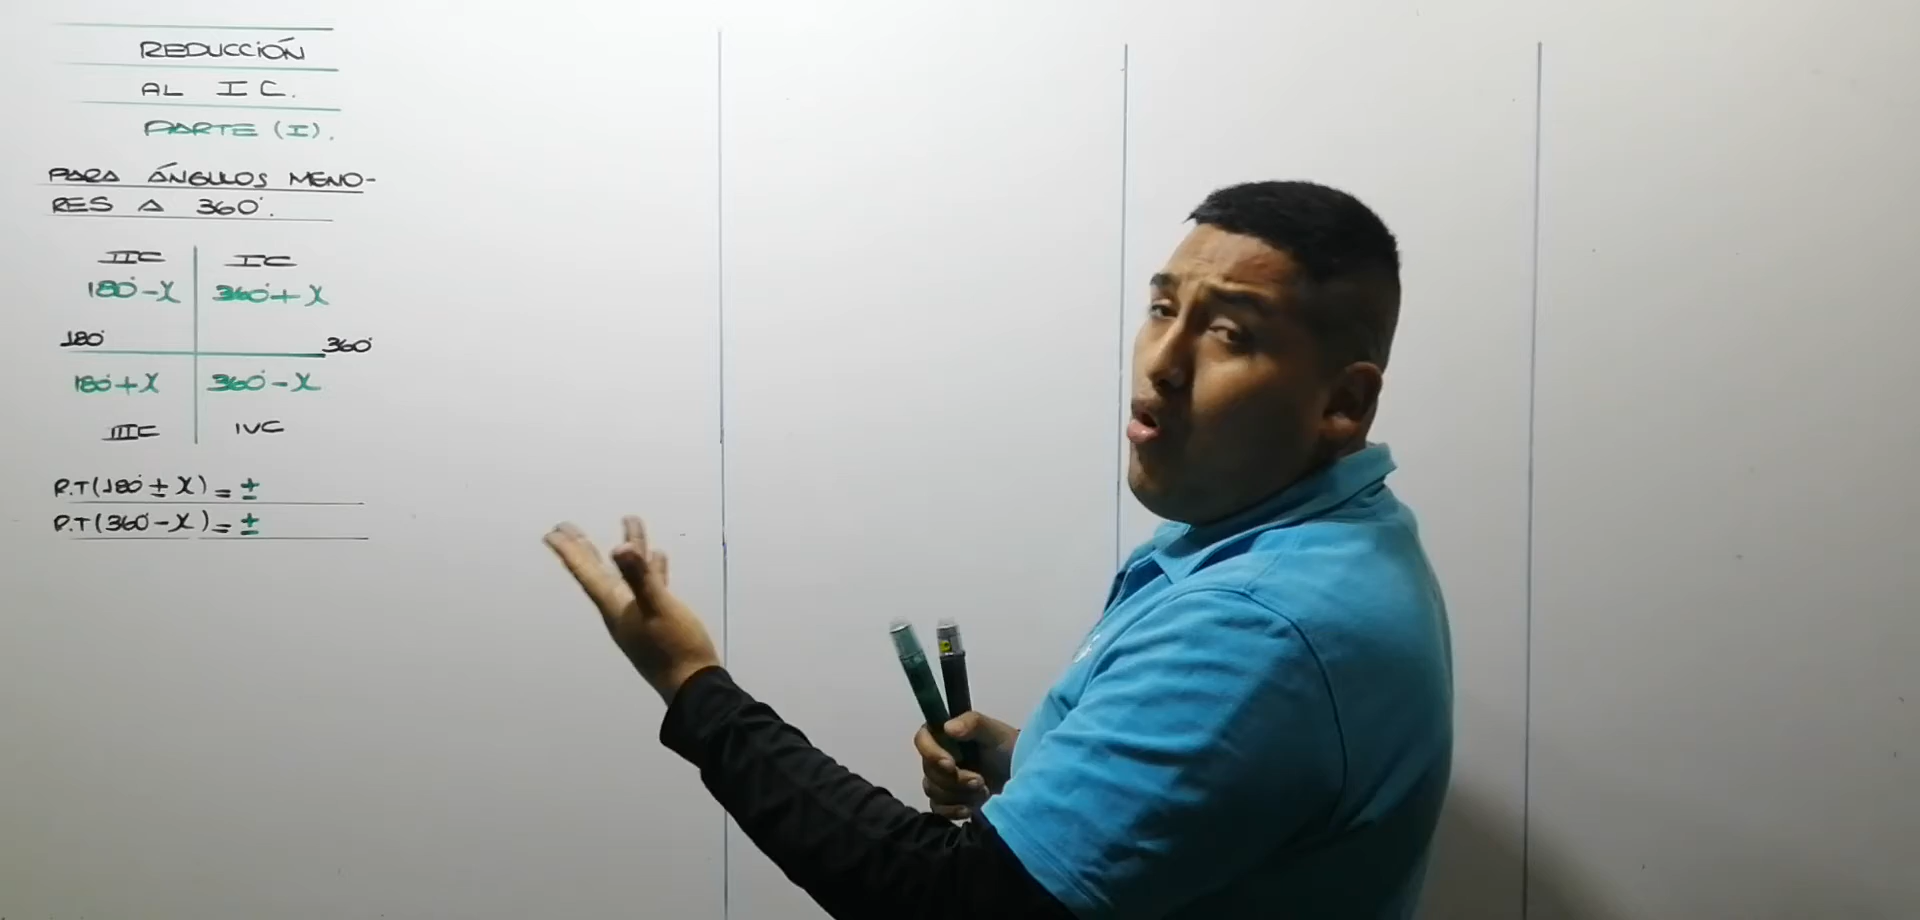 REDUCCIÓN
AL IC.
PARTE (I).
PARA ÁNGULOS MENO-
RES A 360°.
IIC IC
180°-X 360°+X
180° 360°
180°+X 360°-X
IIIC IVC
R.T(180°±X)=±
R.T(360°-X)=±